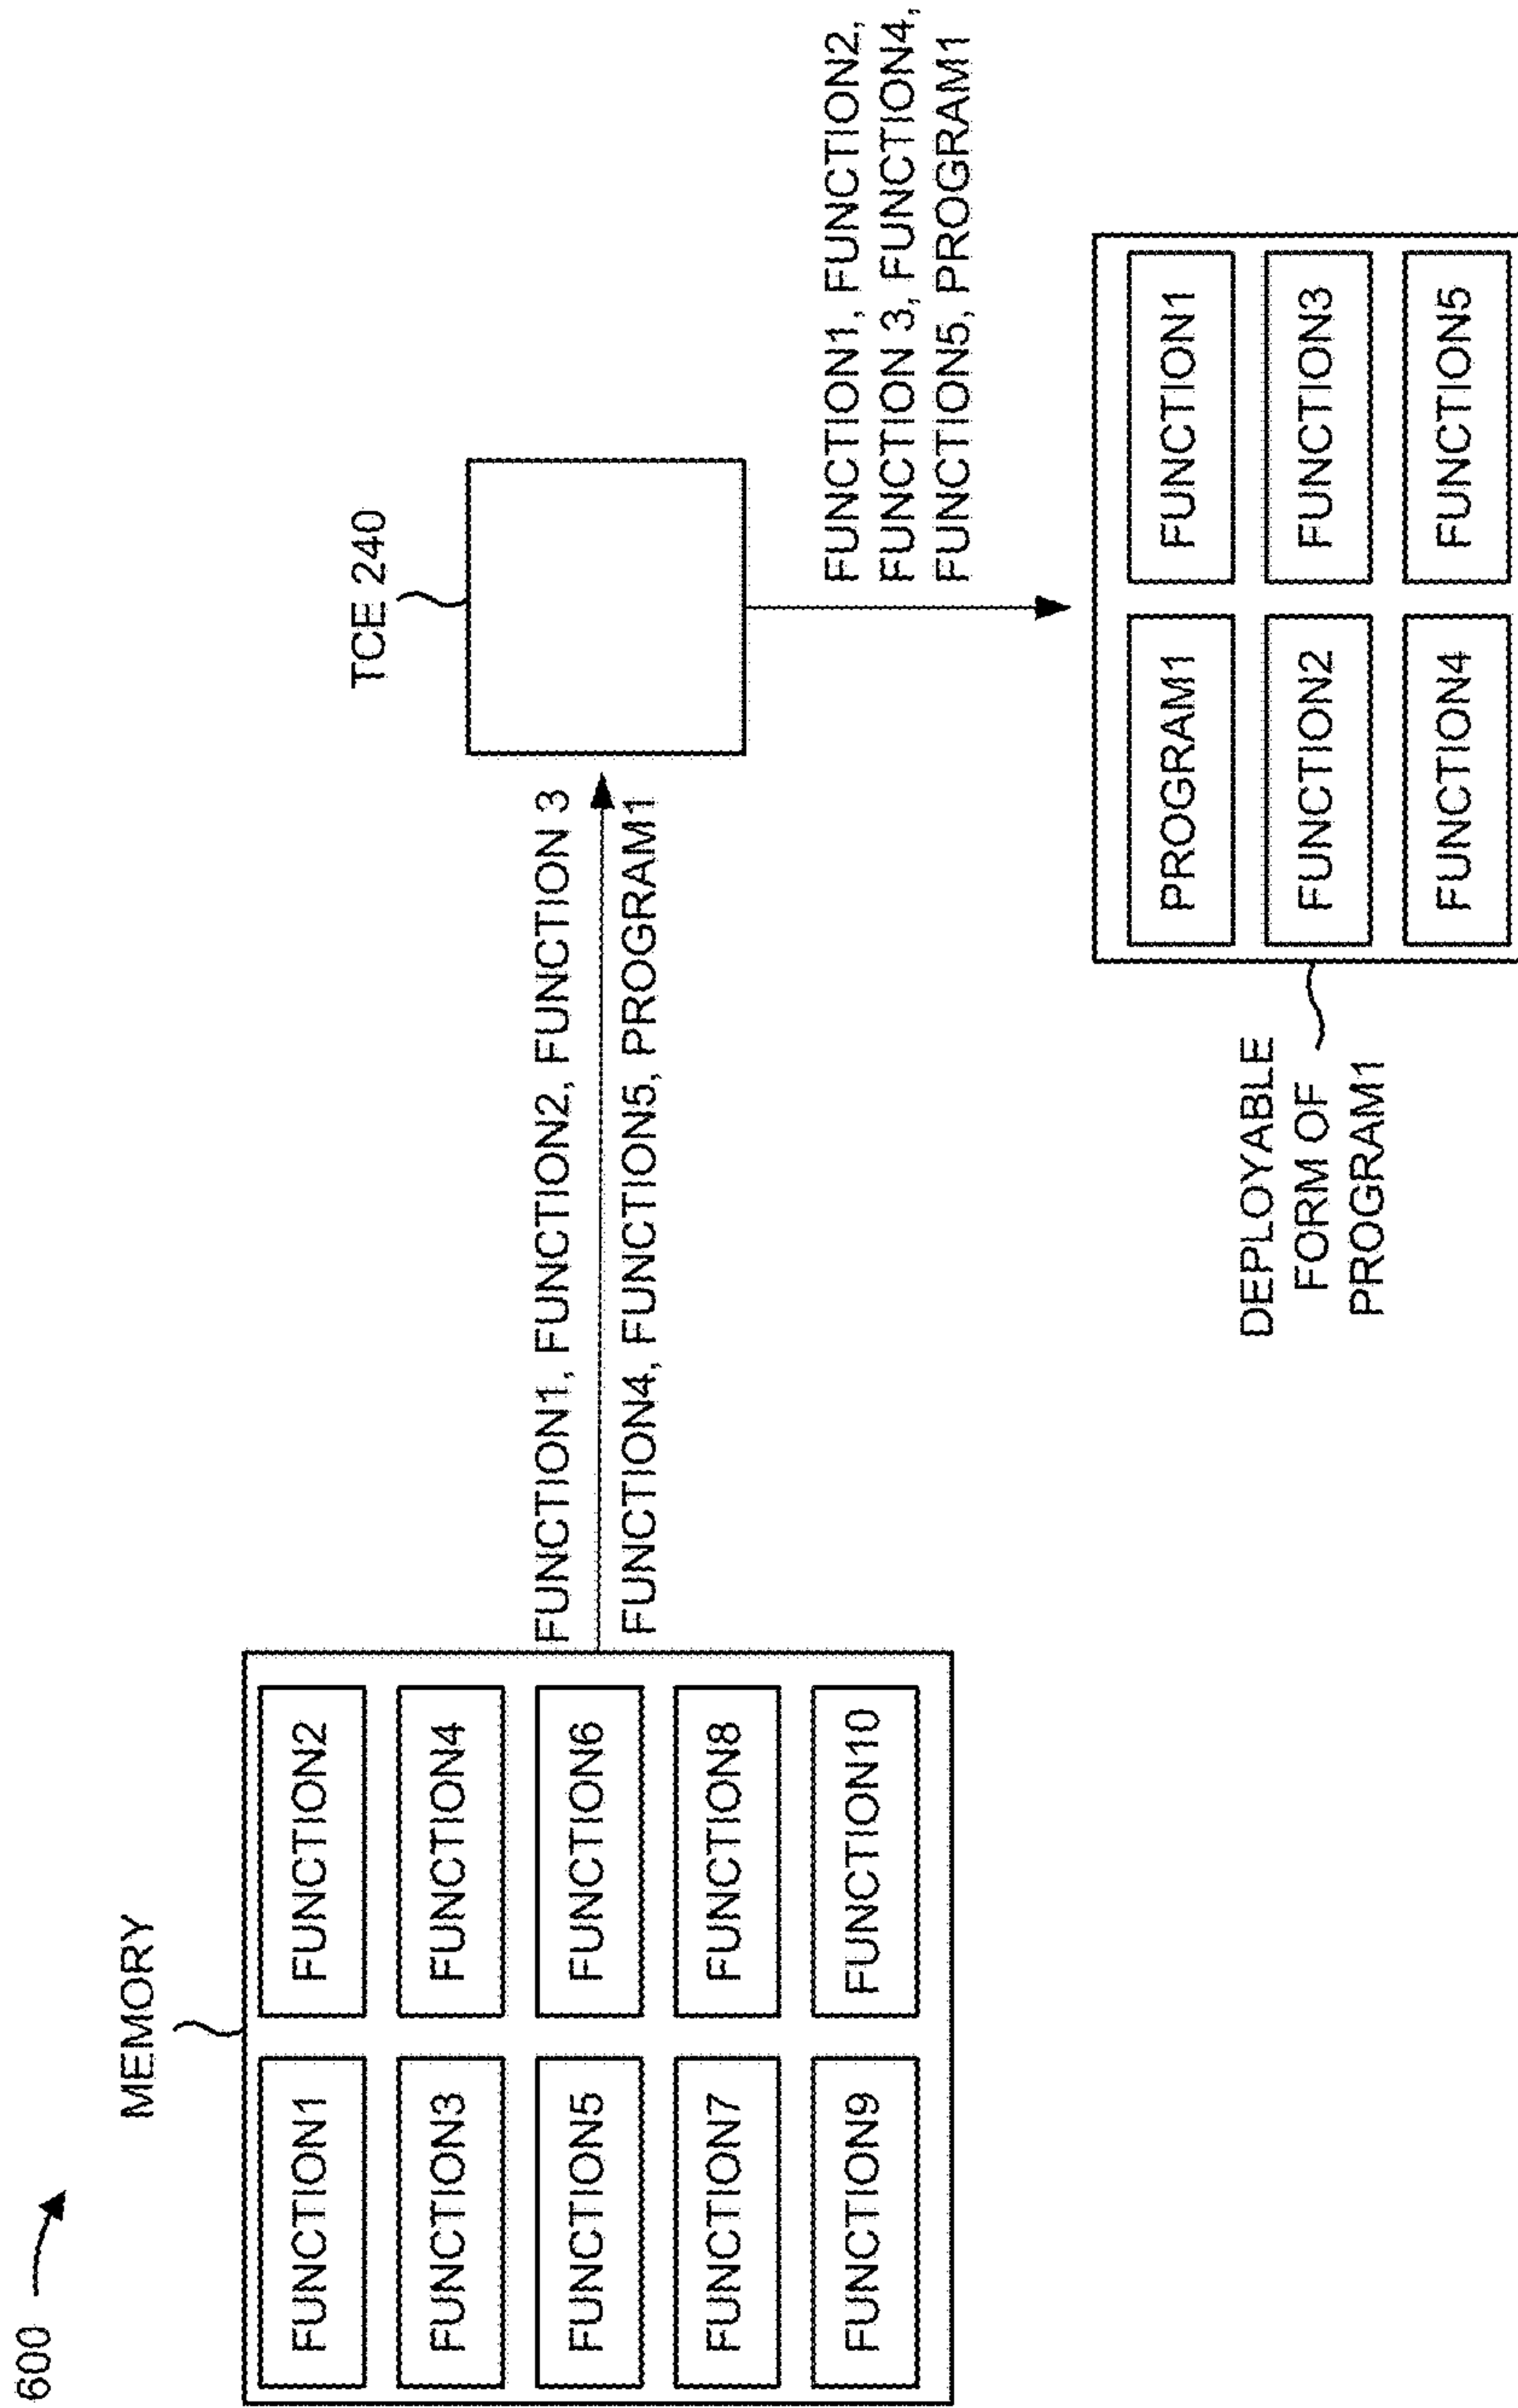 600
MEMORY
FUNCTION1
FUNCTION2
FUNCTION3
FUNCTION4
FUNCTION5
FUNCTION6
FUNCTION7
FUNCTION8
FUNCTION9
FUNCTION10
FUNCTION1, FUNCTION2, FUNCTION 3
FUNCTION4, FUNCTION5, PROGRAM1
TCE 240
FUNCTION1, FUNCTION2,
FUNCTION 3, FUNCTION4,
FUNCTION5, PROGRAM1
DEPLOYABLE
FORM OF
PROGRAM1
PROGRAM1
FUNCTION1
FUNCTION2
FUNCTION3
FUNCTION4
FUNCTION5